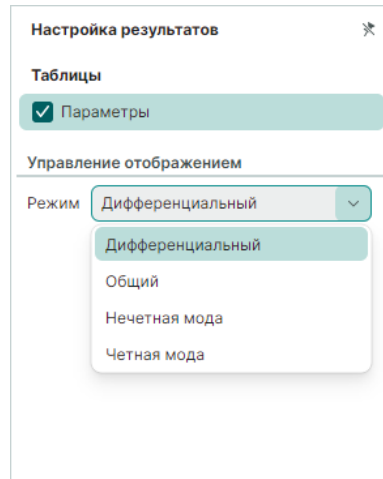 Настройка результатов
Таблицы
Параметры
Управление отображением
Режим Дифференциальный
Дифференциальный
Общий
Нечетная мода
Четная мода